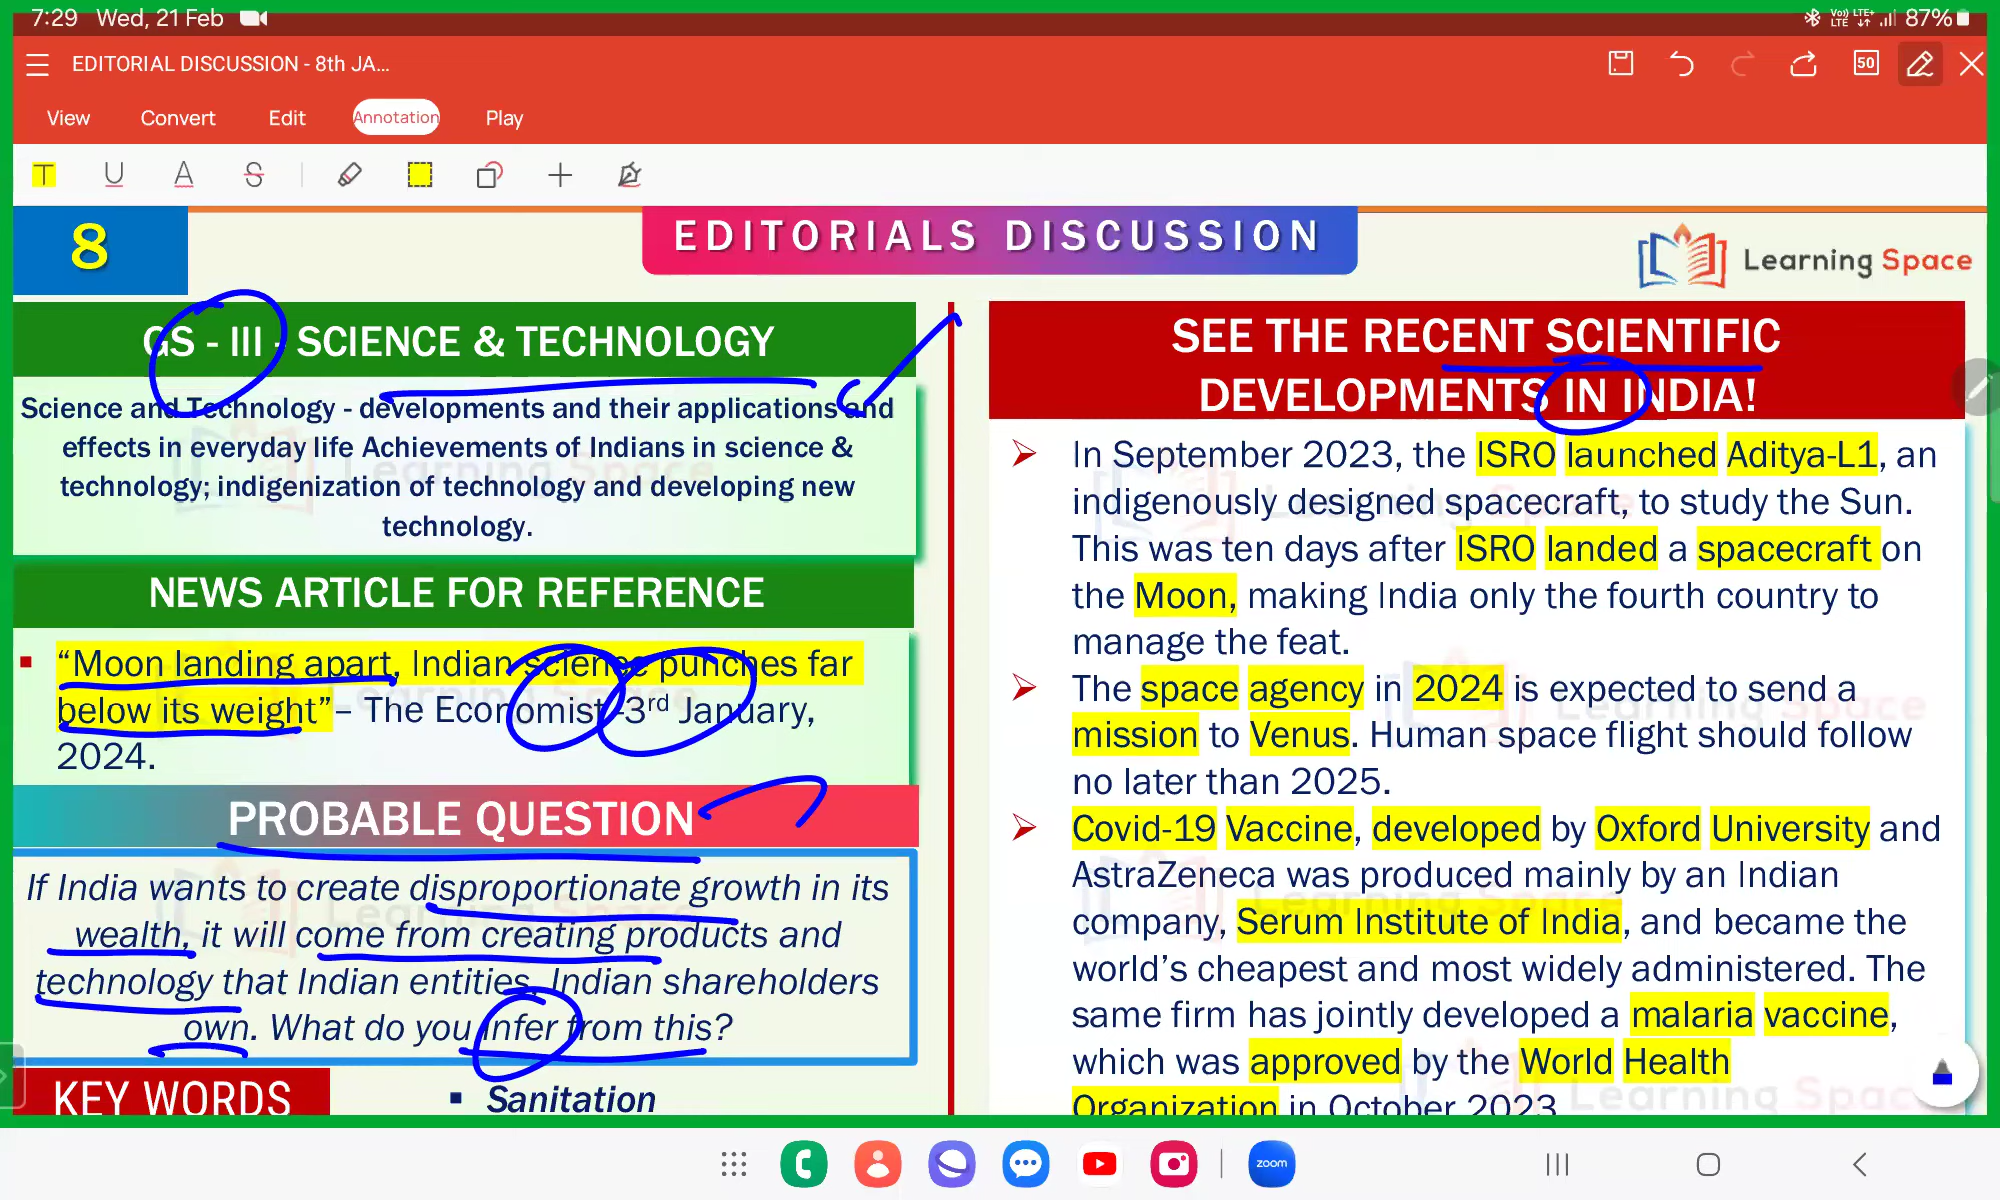 7:29 Wed, 21 Feb
Vo)) LTE LTE+ 87%
EDITORIAL DISCUSSION - 8th JA...
50
View Convert Edit Annotation Play
T U A S
8
EDITORIALS DISCUSSION
Learning Space
GS - III - SCIENCE & TECHNOLOGY
Science and Technology - developments and their applications and
effects in everyday life Achievements of Indians in science &
technology; indigenization of technology and developing new
technology.
NEWS ARTICLE FOR REFERENCE
“Moon landing apart, Indian science punches far
below its weight” – The Economist -3rd January,
2024.
PROBABLE QUESTION
If India wants to create disproportionate growth in its
wealth, it will come from creating products and
technology that Indian entities, Indian shareholders
own. What do you infer from this?
KEY WORDS
Sanitation
SEE THE RECENT SCIENTIFIC
DEVELOPMENTS IN INDIA!
In September 2023, the ISRO launched Aditya-L1, an
indigenously designed spacecraft, to study the Sun.
This was ten days after ISRO landed a spacecraft on
the Moon, making India only the fourth country to
manage the feat.
The space agency in 2024 is expected to send a
mission to Venus. Human space flight should follow
no later than 2025.
Covid-19 Vaccine, developed by Oxford University and
AstraZeneca was produced mainly by an Indian
company, Serum Institute of India, and became the
world’s cheapest and most widely administered. The
same firm has jointly developed a malaria vaccine,
which was approved by the World Health
Organization in October 2023
zoom